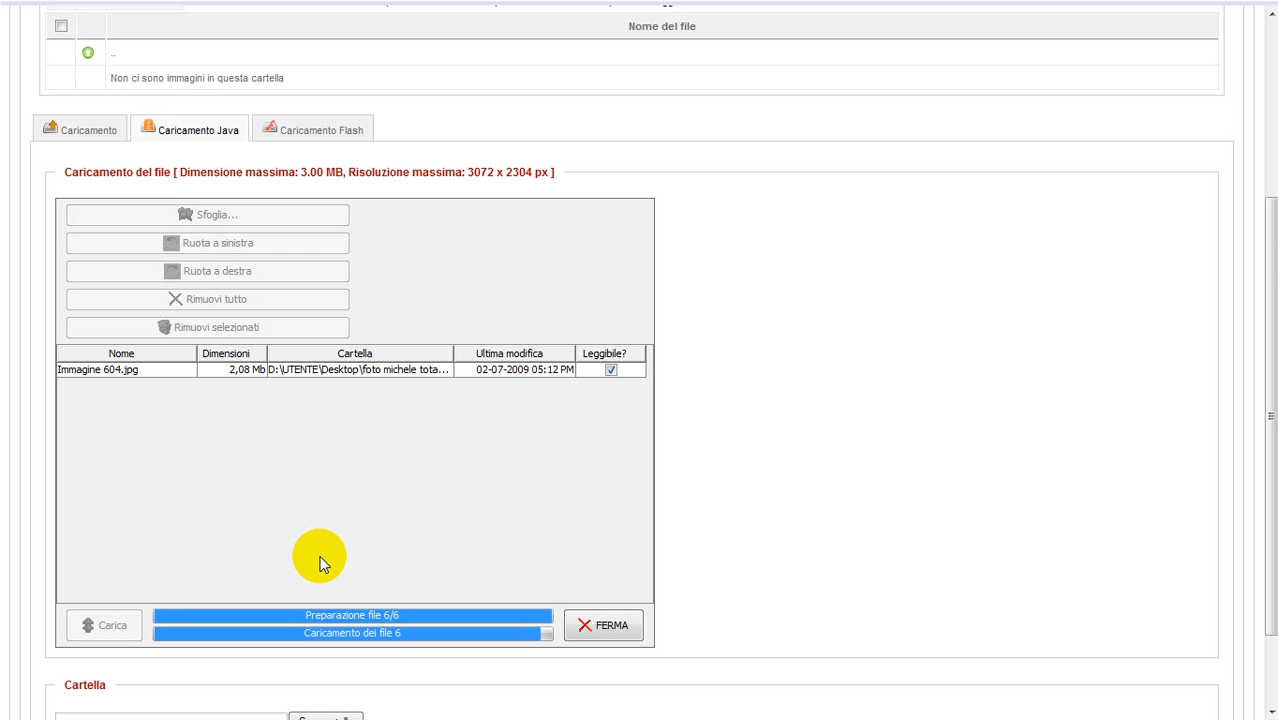 Nome del file
..
Non ci sono immagini in questa cartella
Caricamento Caricamento Java Caricamento Flash
Caricamento del file [ Dimensione massima: 3.00 MB, Risoluzione massima: 3072 x 2304 px ]
Sfoglia...
Ruota a sinistra
Ruota a destra
Rimuovi tutto
Rimuovi selezionati
Nome Dimensioni Cartella Ultima modifica Leggibile?
Immagine 604.jpg 2,08 Mb D:\UTENTE\Desktop\foto michele tota... 02-07-2009 05:12 PM
Preparazione file 6/6
Carica Caricamento dei file 6 FERMA
Cartella